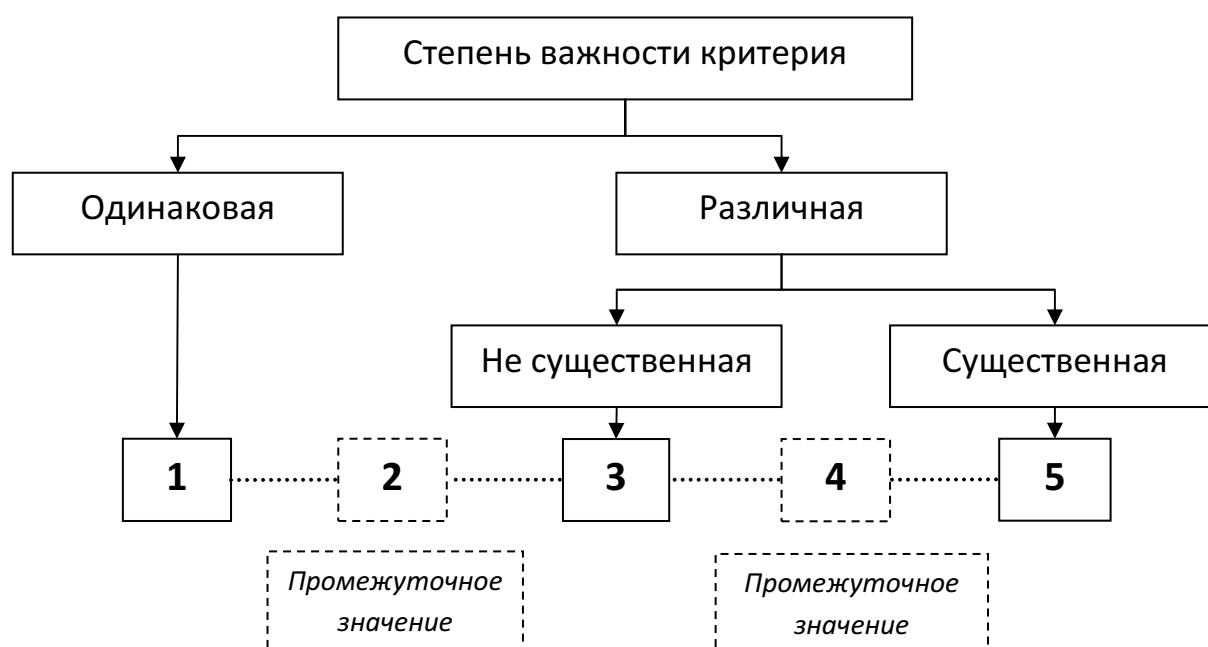 Степень важности критерия
Одинаковая
Различная
Не существенная
Существенная
1
2
3
4
5
Промежуточное
значение
Промежуточное
значение